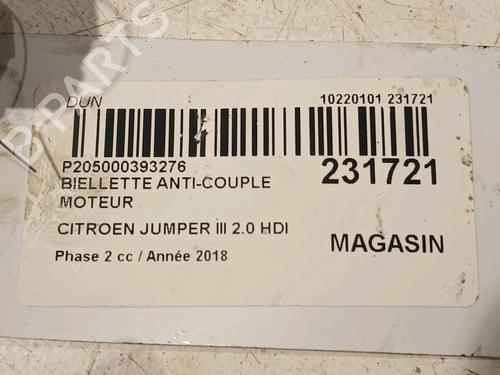 DUN
10220101 231721
P205000393276
231721
BIELLETTE ANTI-COUPLE
MOTEUR
CITROEN JUMPER III 2.0 HDI
MAGASIN
Phase 2 cc / Année 2018
B-PARTS